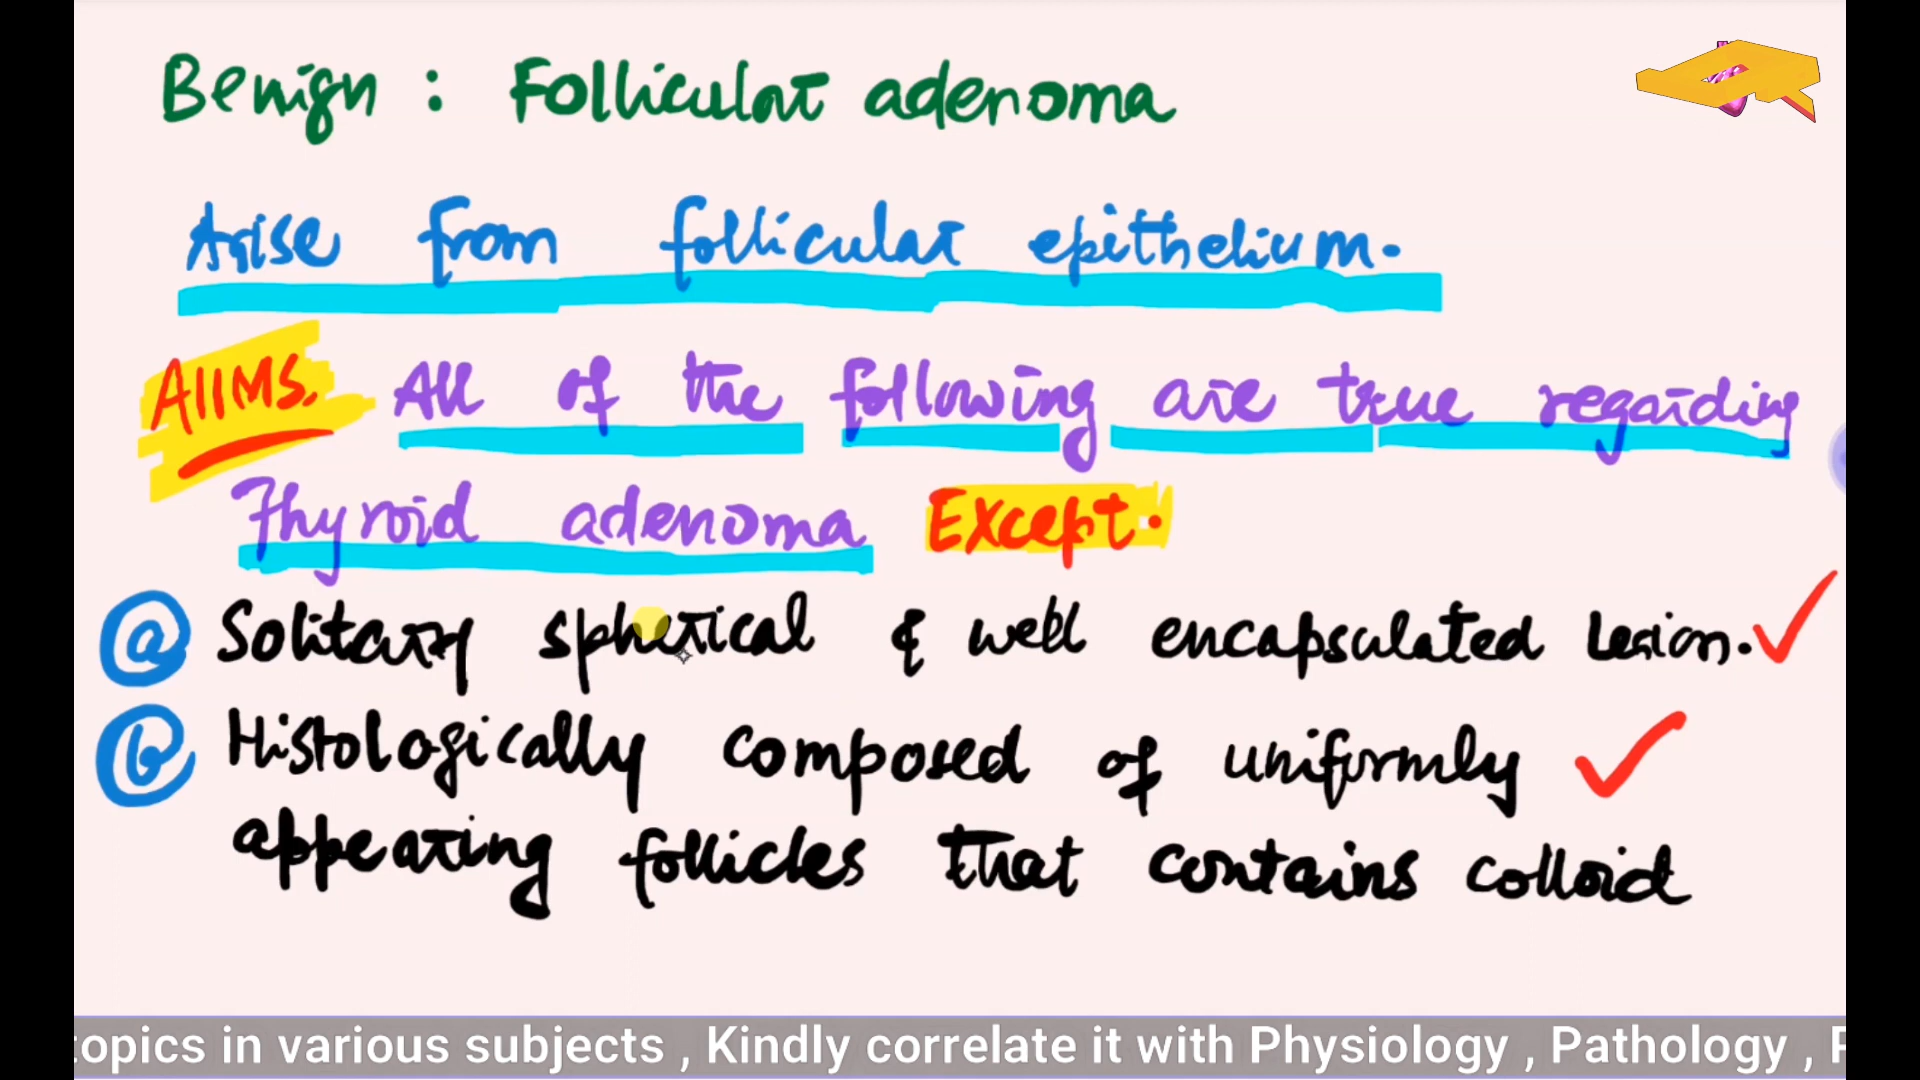 Benign : Follicular adenoma
Arise from follicular epithelium.
AIIMS. All of the following are true regarding
Thyroid adenoma Except.
a Solitary spherical & well encapsulated lesion.
b Histologically composed of uniformly
appearing follicles that contains colloid
topics in various subjects , Kindly correlate it with Physiology , Pathology , P